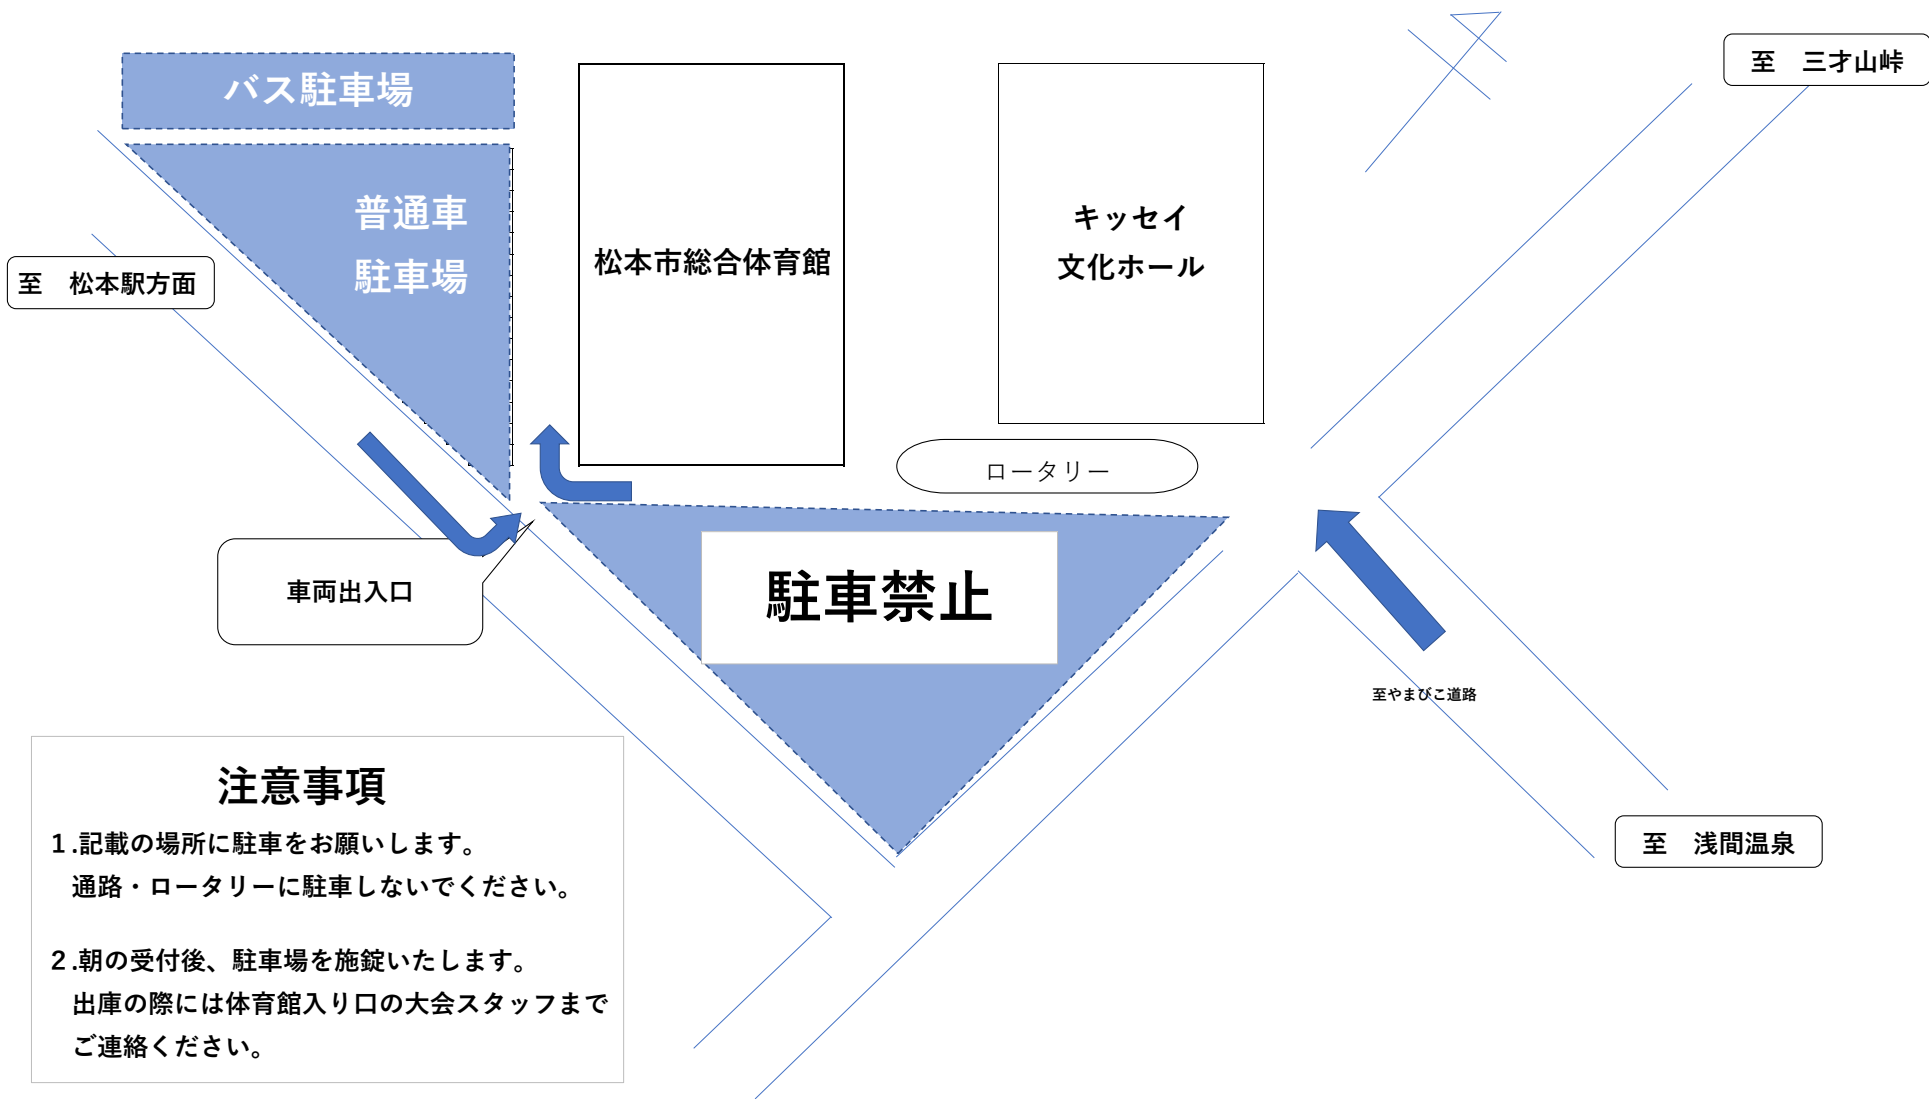 バス駐車場
至　三才山峠
普通車
駐車場
松本市総合体育館
キッセイ
文化ホール
至　松本駅方面
ロータリー
車両出入口
駐車禁止
至やまびこ道路
注意事項
１.記載の場所に駐車をお願いします。
通路・ロータリーに駐車しないでください。
２.朝の受付後、駐車場を施錠いたします。
出庫の際には体育館入り口の大会スタッフまで
ご連絡ください。
至　浅間温泉